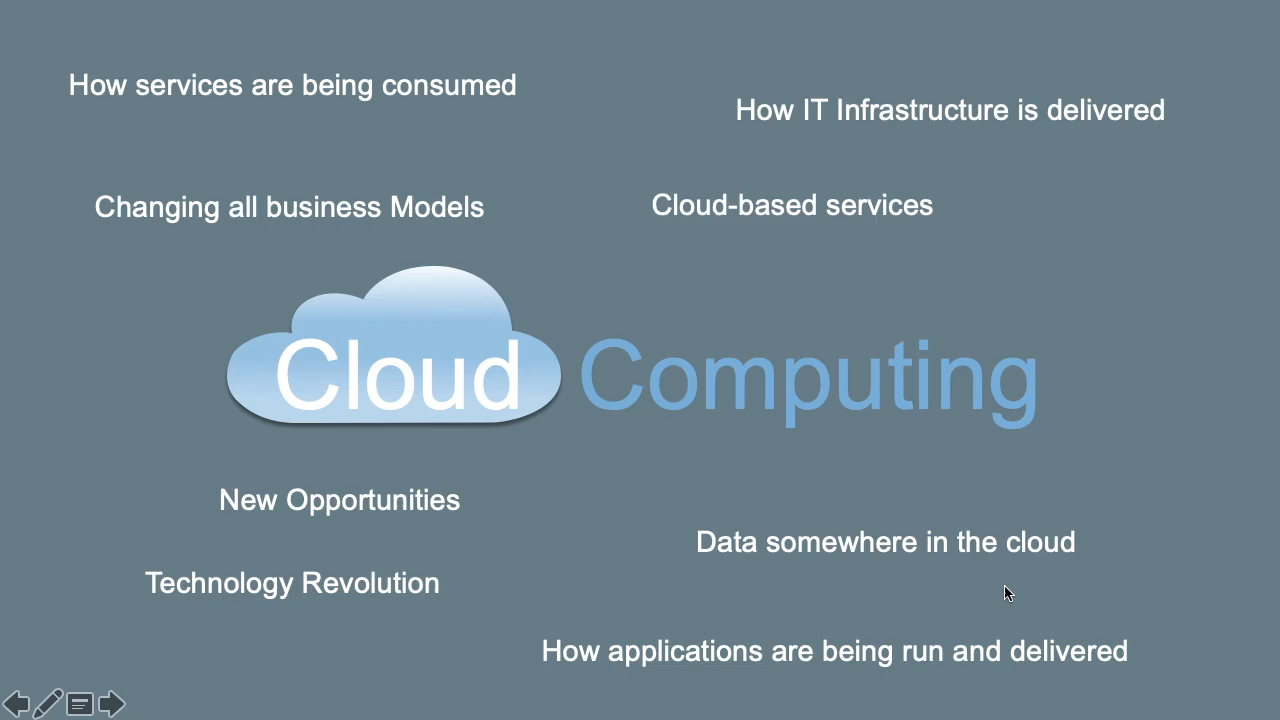 How services are being consumed
How IT Infrastructure is delivered
Changing all business Models
Cloud-based services
Cloud Computing
New Opportunities
Data somewhere in the cloud
Technology Revolution
How applications are being run and delivered